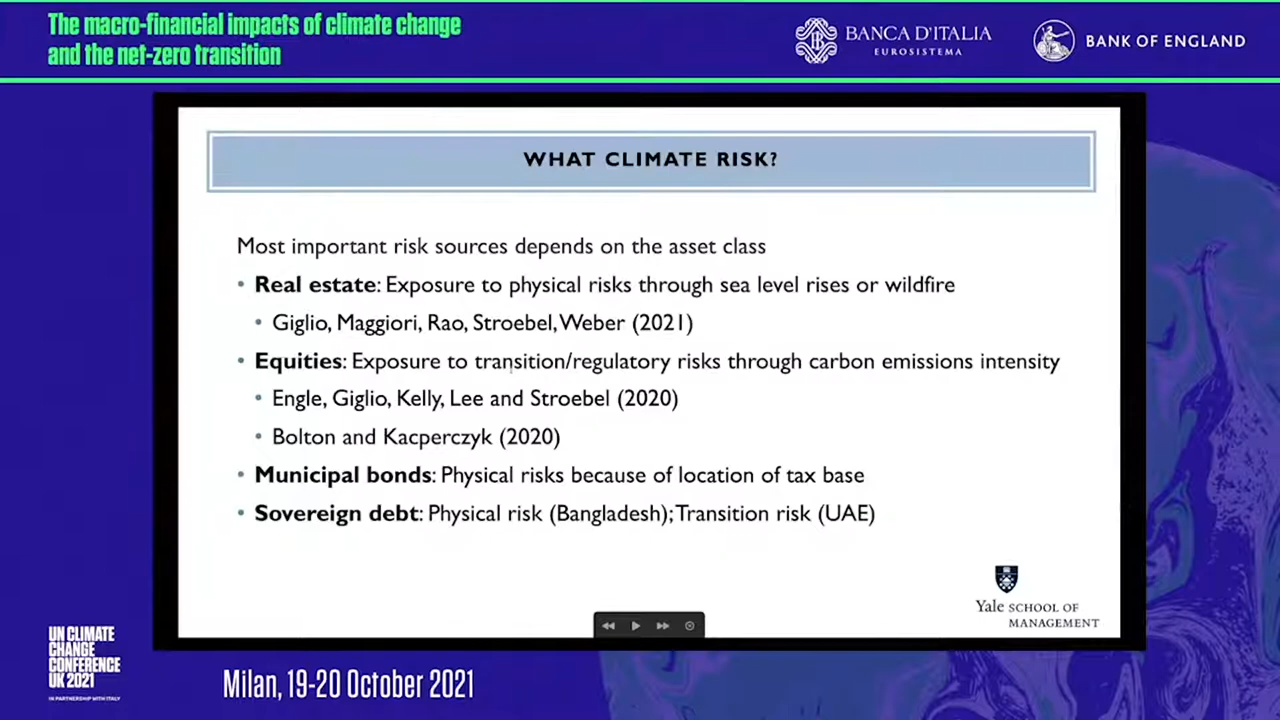 The macro-financial impacts of climate change
and the net-zero transition
BANCA D'ITALIA
EUROSISTEMA
BANK OF ENGLAND
WHAT CLIMATE RISK?
Most important risk sources depends on the asset class
• Real estate: Exposure to physical risks through sea level rises or wildfire
• Giglio, Maggiori, Rao, Stroebel, Weber (2021)
• Equities: Exposure to transition/regulatory risks through carbon emissions intensity
• Engle, Giglio, Kelly, Lee and Stroebel (2020)
• Bolton and Kacperczyk (2020)
• Municipal bonds: Physical risks because of location of tax base
• Sovereign debt: Physical risk (Bangladesh); Transition risk (UAE)
Yale SCHOOL OF
MANAGEMENT
UN CLIMATE
CHANGE
CONFERENCE
UK 2021
IN PARTNERSHIP WITH ITALY
Milan, 19-20 October 2021